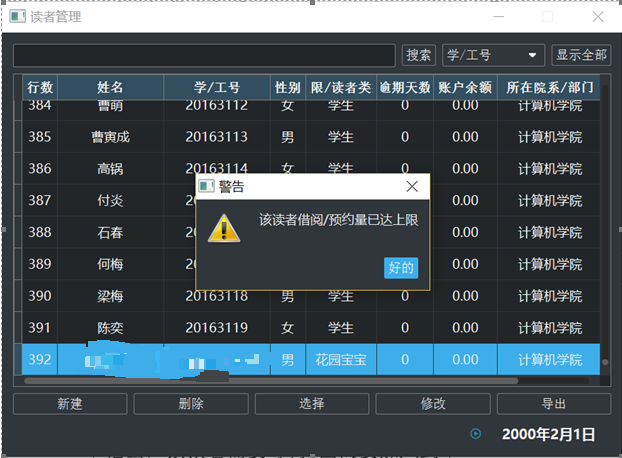 读者管理
搜索 学/工号 显示全部
行数 姓名 学/工号 性别 限/读者类 逾期天数 账户余额 所在院系/部门
384 曹萌 20163112 女 学生 0 0.00 计算机学院
385 曹寅成 20163113 男 学生 0 0.00 计算机学院
386 高锅 20163114 女 学生 0 0.00 计算机学院
警告
387 付炎 0.00 计算机学院
该读者借阅/预约量已达上限
388 石春 0.00 计算机学院
389 何梅 0.00 计算机学院
好的
390 梁梅 20163118 男 学生 0 0.00 计算机学院
391 陈奕 20163119 女 学生 0 0.00 计算机学院
392 男 花园宝宝 0 0.00 计算机学院
新建 删除 选择 修改 导出
2000年2月1日